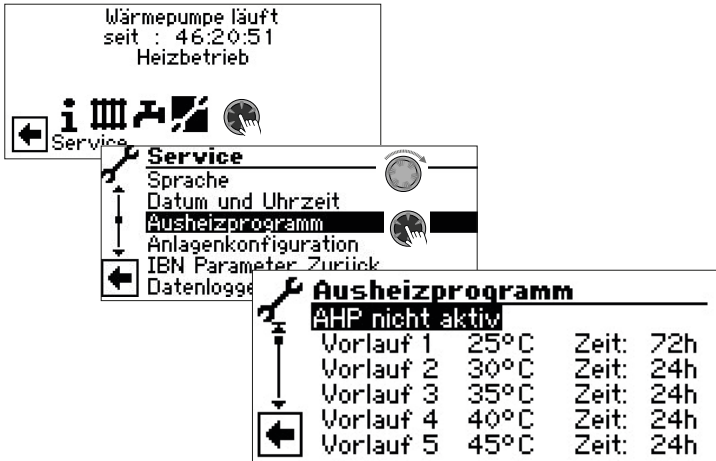 Wärmepumpe läuft
seit : 46:20:51
Heizbetrieb
Service
Service
Sprache
Datum und Uhrzeit
Ausheizprogramm
Anlagenkonfiguration
IBN Parameter Zurück
Datenlogge
Ausheizprogramm
AHP nicht aktiv
Vorlauf 1 25°C Zeit: 72h
Vorlauf 2 30°C Zeit: 24h
Vorlauf 3 35°C Zeit: 24h
Vorlauf 4 40°C Zeit: 24h
Vorlauf 5 45°C Zeit: 24h